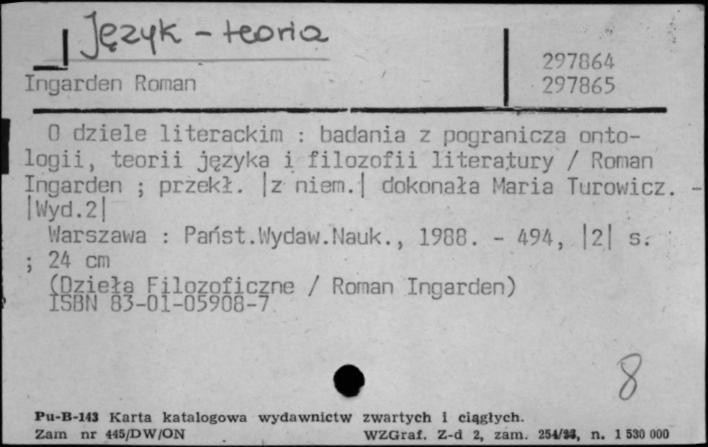 Język - teoria
297864
Ingarden Roman
297865
O dziele literackim : badania z pogranicza onto-
logii, teorii języka i filozofii literatury / Roman
Ingarden ; przekł. |z niem.| dokonała Maria Turowicz. -
|Wyd.2|
Warszawa : Państ.Wydaw.Nauk., 1988. - 494, |2| s.
; 24 cm
(Dzieła Filozoficzne / Roman Ingarden)
ISBN 83-01-05908-7
8
Pu-B-143 Karta katalogowa wydawnictw zwartych i ciągłych.
Zam nr 445/DW/ON WZGraf. Z-d 2, zam. n. 1 530 000